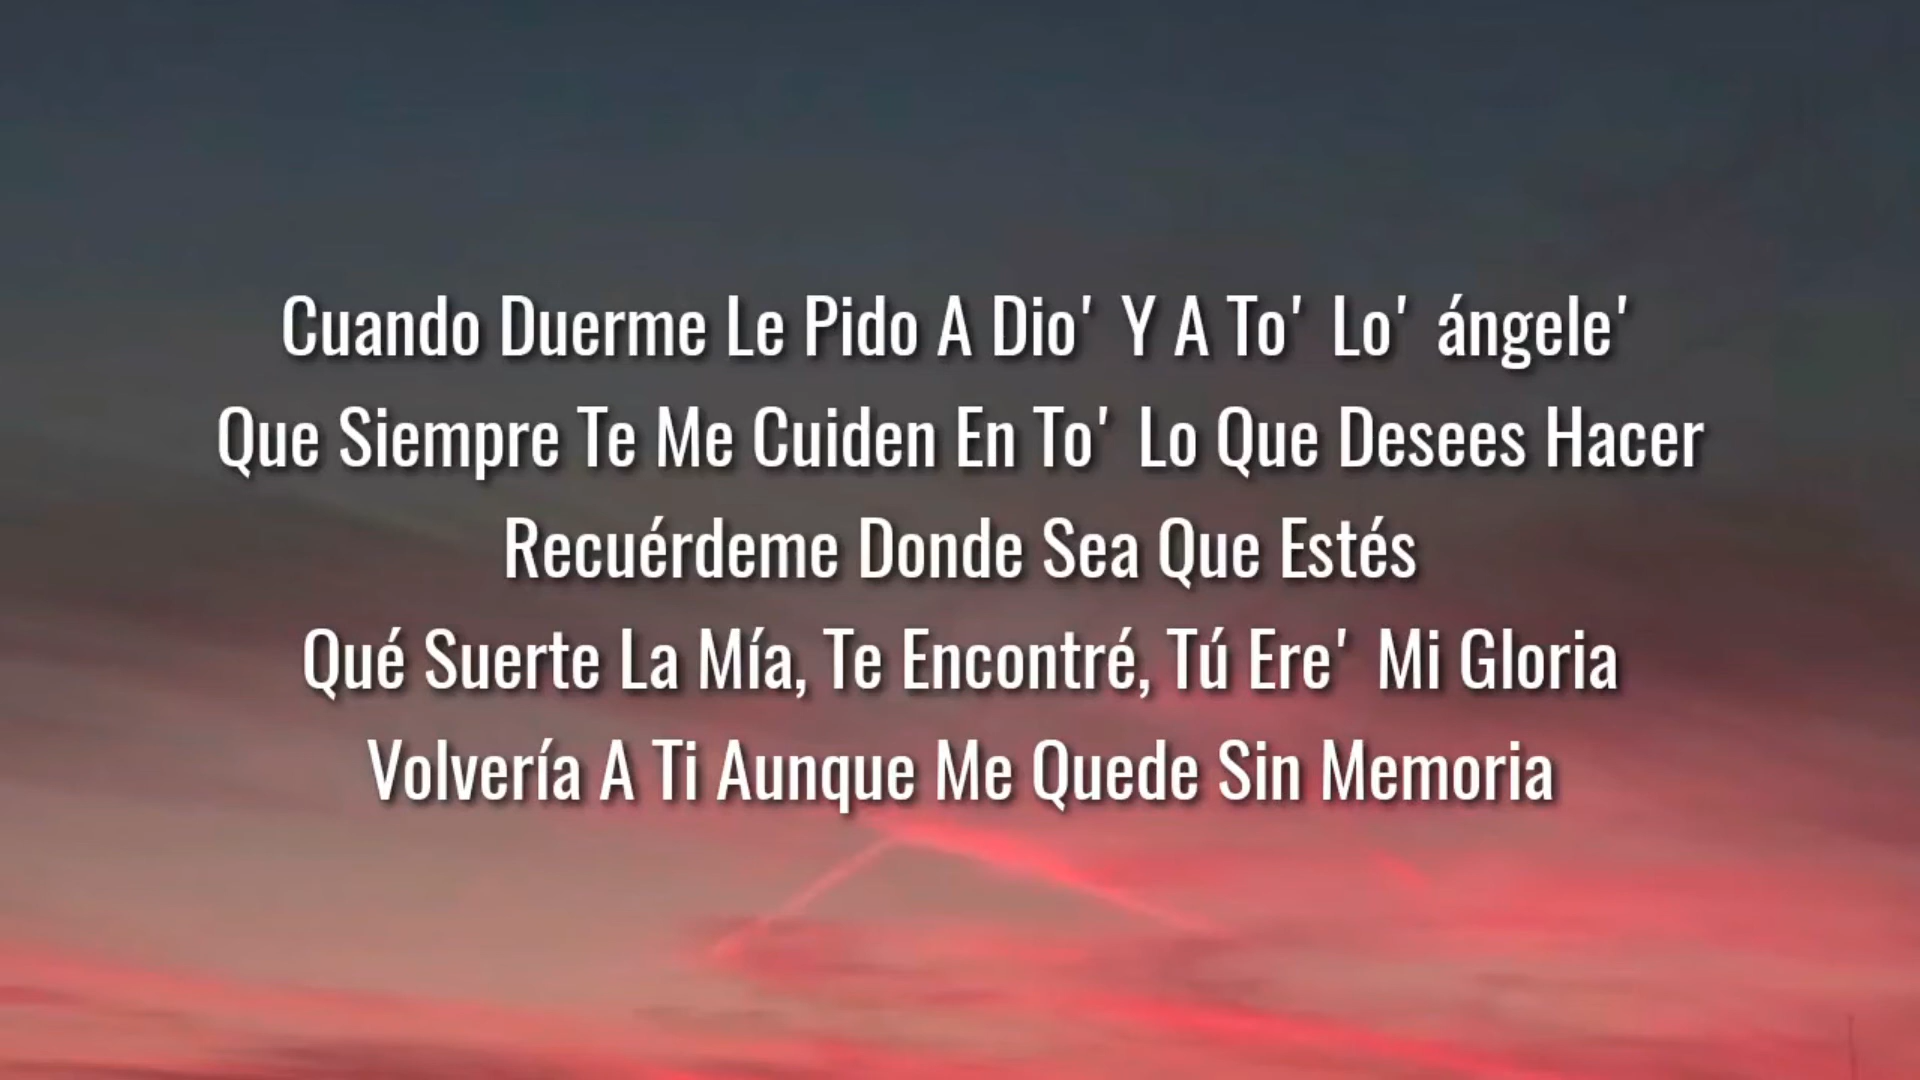 Cuando Duerme Le Pido A Dio' Y A To' Lo' ángele'
Que Siempre Te Me Cuiden En To' Lo Que Desees Hacer
Recuérdeme Donde Sea Que Estés
Qué Suerte La Mía, Te Encontré, Tú Ere' Mi Gloria
Volvería A Ti Aunque Me Quede Sin Memoria